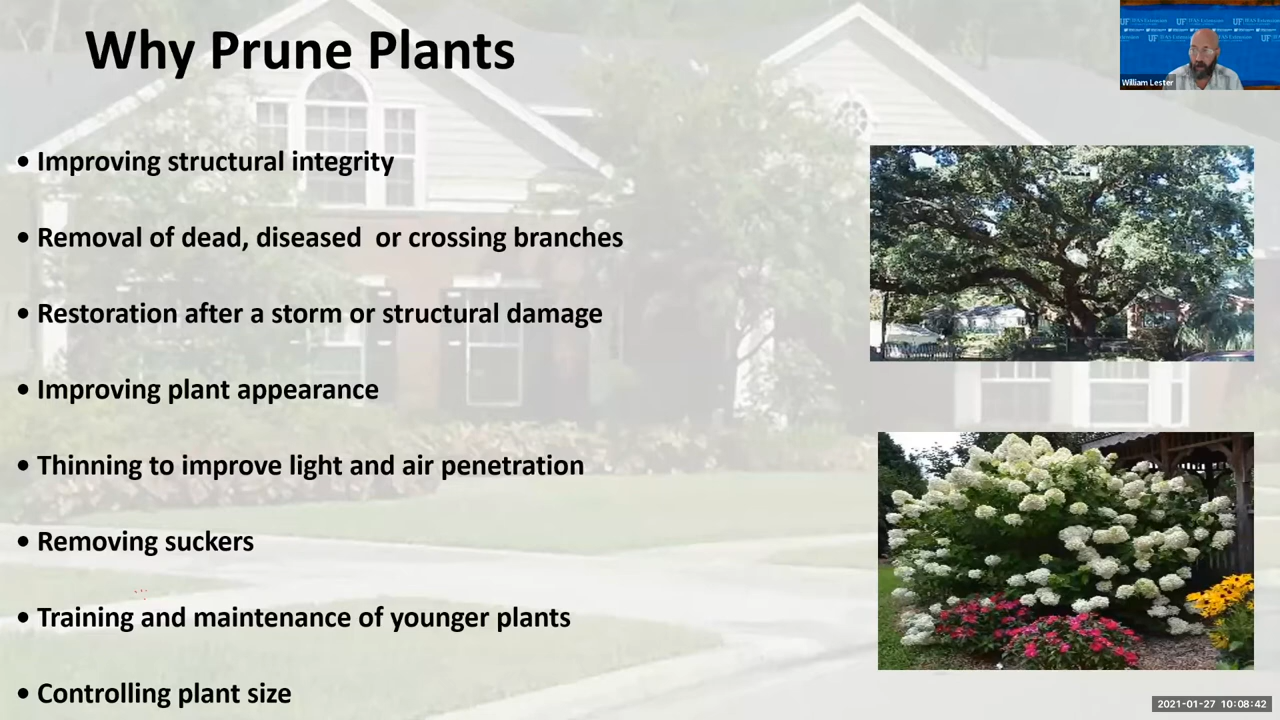 Why Prune Plants
William Lester
• Improving structural integrity
• Removal of dead, diseased  or crossing branches
• Restoration after a storm or structural damage
• Improving plant appearance
• Thinning to improve light and air penetration
• Removing suckers
• Training and maintenance of younger plants
• Controlling plant size
2021-01-27 10:08:42